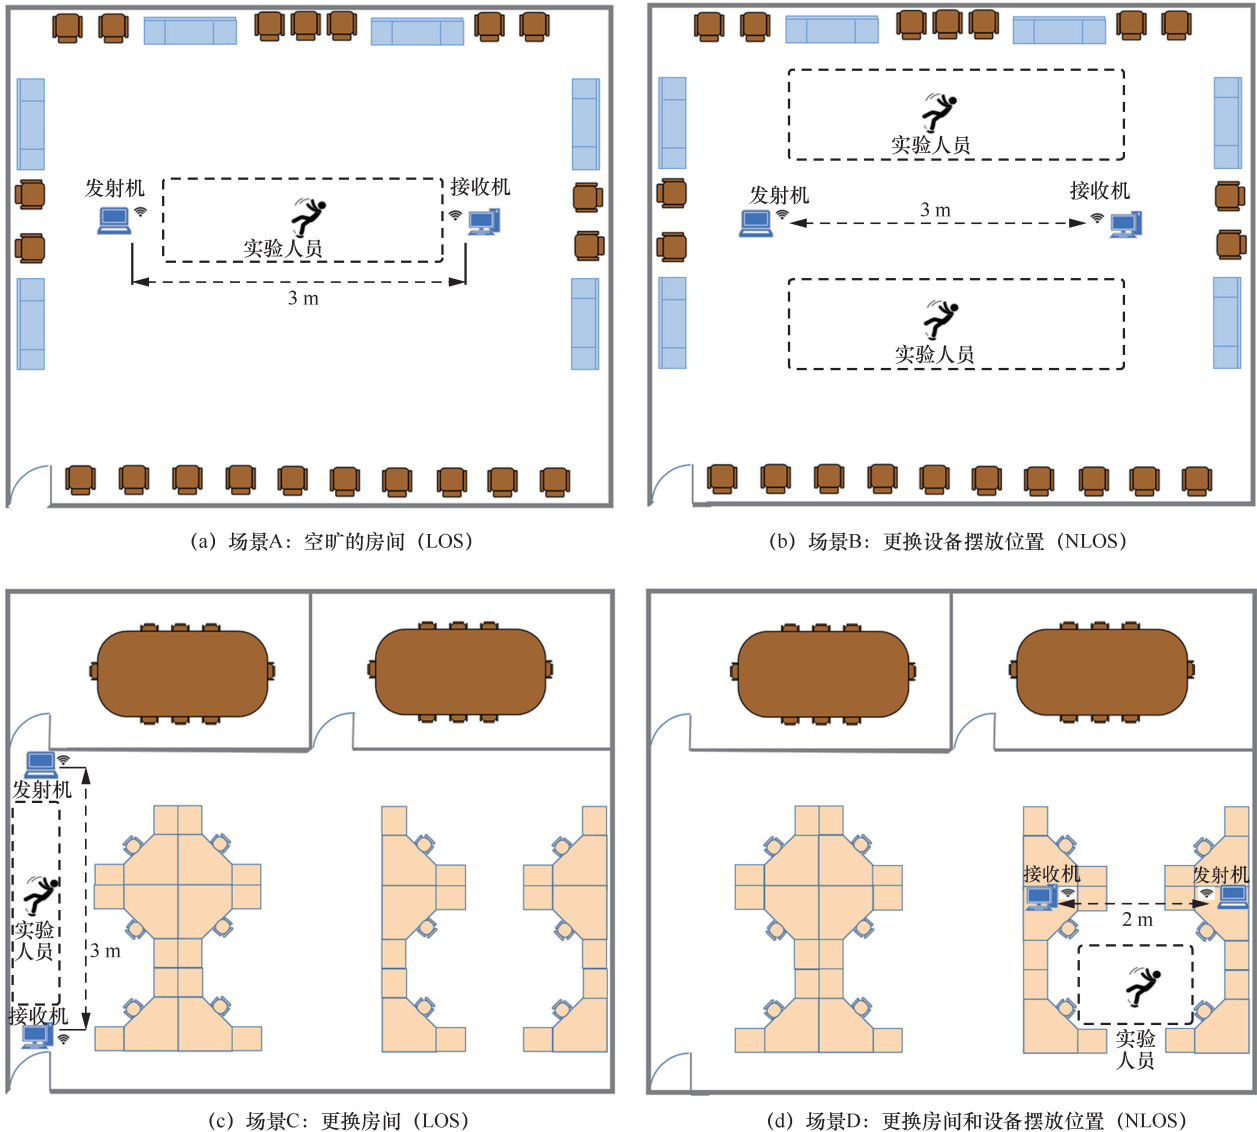 发射机
接收机
实验人员
3 m
(a) 场景A：空旷的房间 (LOS)
实验人员
发射机
接收机
3 m
实验人员
(b) 场景B：更换设备摆放位置 (NLOS)
发射机
实验
人员
3 m
接收机
(c) 场景C：更换房间 (LOS)
接收机
发射机
2 m
实验
人员
(d) 场景D：更换房间和设备摆放位置 (NLOS)